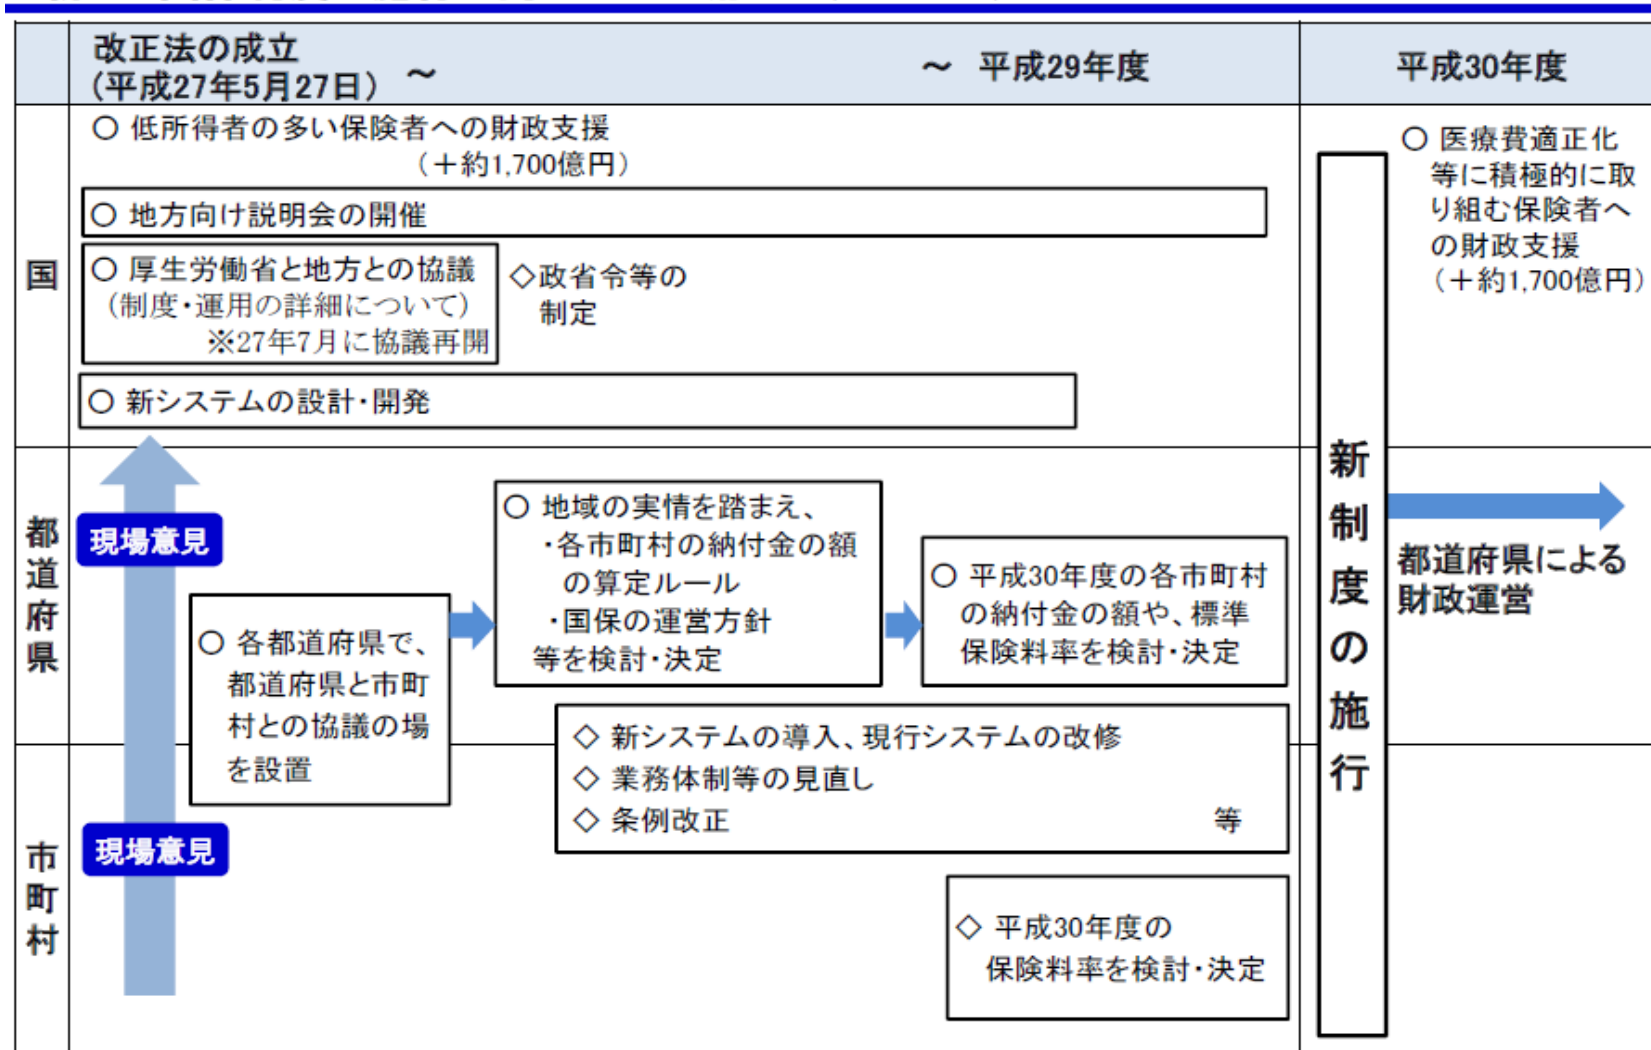 改正法の成立
(平成27年5月27日) ～
～ 平成29年度
平成30年度
国
○ 低所得者の多い保険者への財政支援
(＋約1,700億円)
○ 地方向け説明会の開催
○ 厚生労働省と地方との協議
(制度・運用の詳細について)
※27年7月に協議再開
◇政省令等の
制定
○ 新システムの設計・開発
○ 医療費適正化
等に積極的に取
り組む保険者へ
の財政支援
(＋約1,700億円)
都道府県
現場意見
○ 各都道府県で、
都道府県と市町
村との協議の場
を設置
○ 地域の実情を踏まえ、
・各市町村の納付金の額
の算定ルール
・国保の運営方針
等を検討・決定
○ 平成30年度の各市町村
の納付金の額や、標準
保険料率を検討・決定
◇ 新システムの導入、現行システムの改修
◇ 業務体制等の見直し
◇ 条例改正 等
新制度の施行
都道府県による
財政運営
市町村
現場意見
◇ 平成30年度の
保険料率を検討・決定